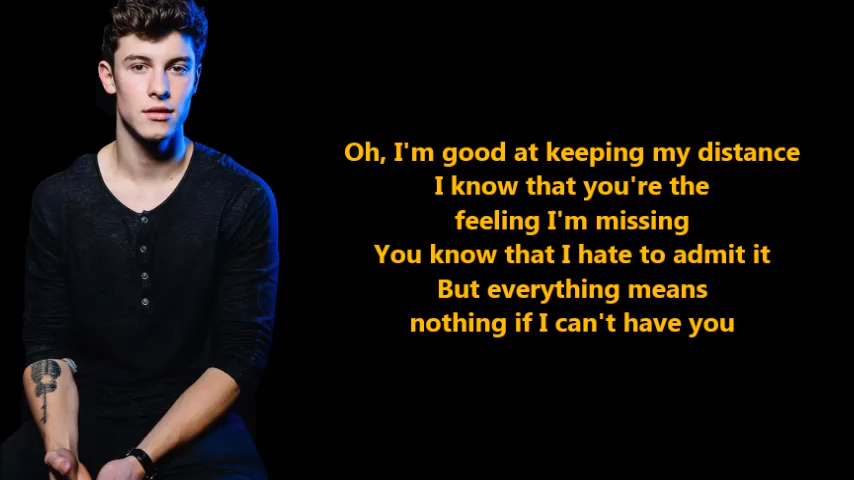 Oh, I'm good at keeping my distance
I know that you're the
feeling I'm missing
You know that I hate to admit it
But everything means
nothing if I can't have you